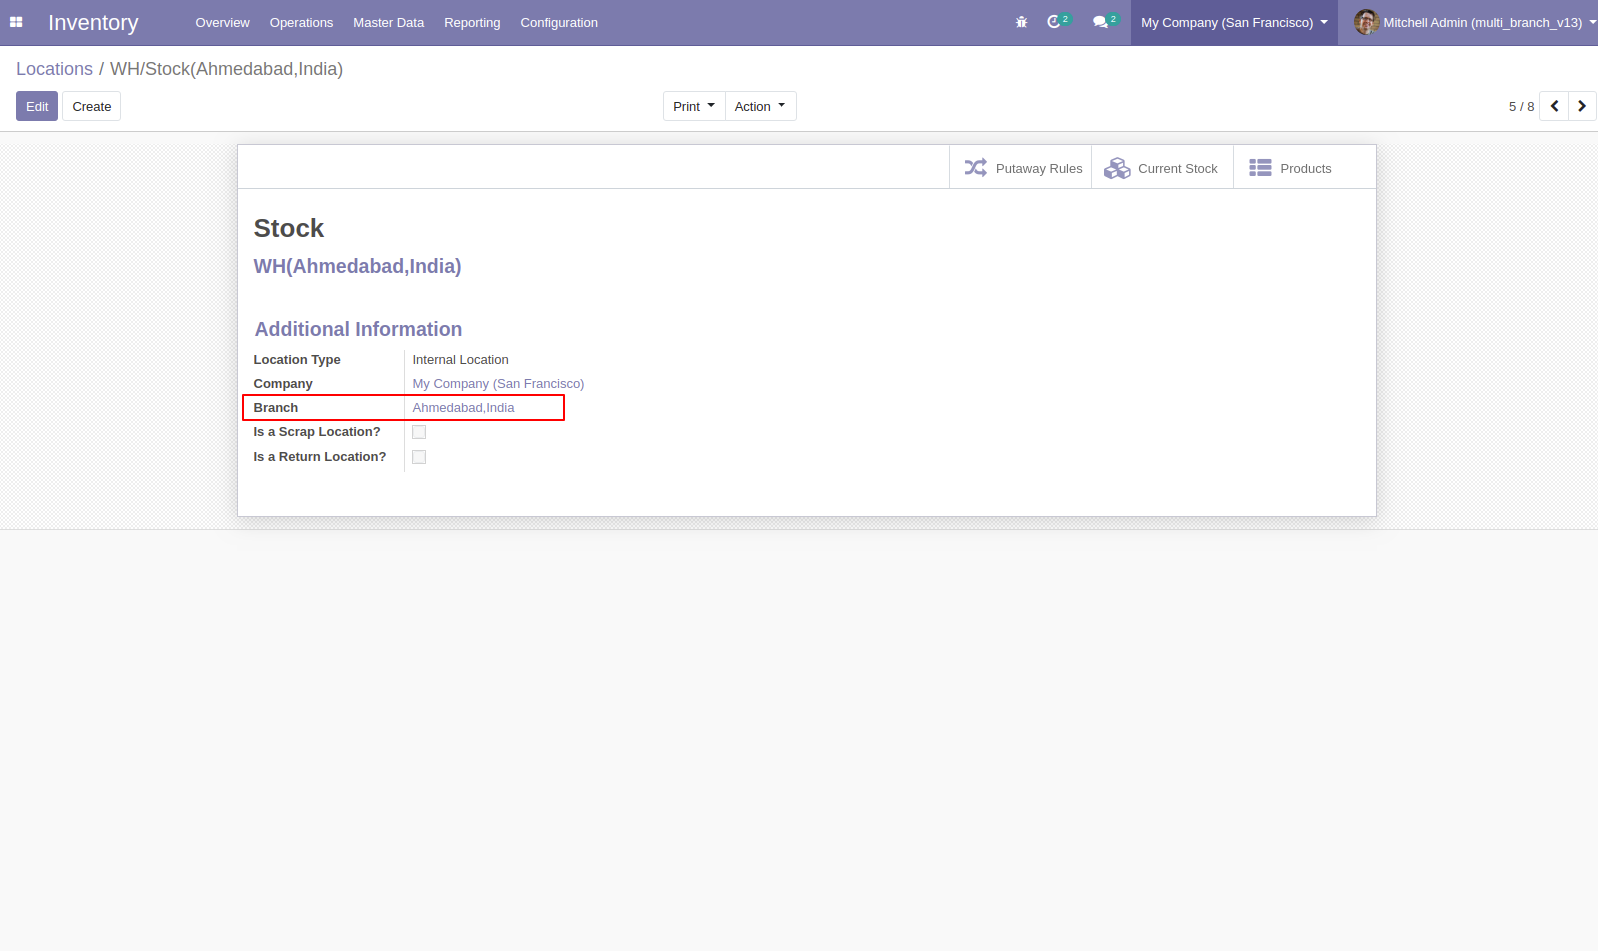 Inventory Overview Operations Master Data Reporting Configuration 2 2 My Company (San Francisco) Mitchell Admin (multi_branch_v13)
Locations / WH/Stock(Ahmedabad,India)
Edit Create Print Action 5 / 8
Putaway Rules Current Stock Products
Stock
WH(Ahmedabad,India)
Additional Information
Location Type Internal Location
Company My Company (San Francisco)
Branch Ahmedabad,India
Is a Scrap Location?
Is a Return Location?